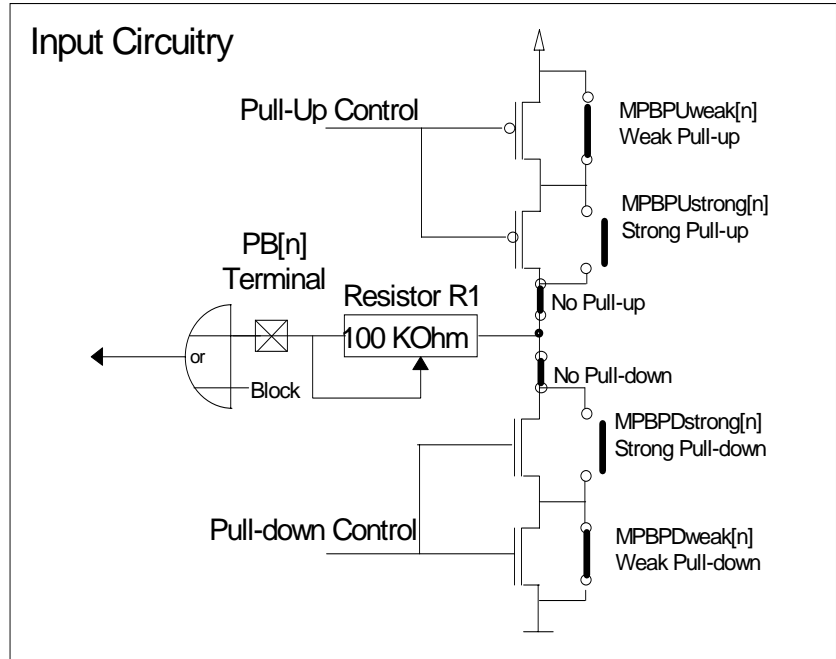 Input Circuitry
Pull-Up Control
MPBPUweak[n]
Weak Pull-up
MPBPUstrong[n]
Strong Pull-up
PB[n]
Terminal
Resistor R1
100 KOhm
No Pull-up
or
Block
No Pull-down
MPBPDstrong[n]
Strong Pull-down
Pull-down Control
MPBPDweak[n]
Weak Pull-down